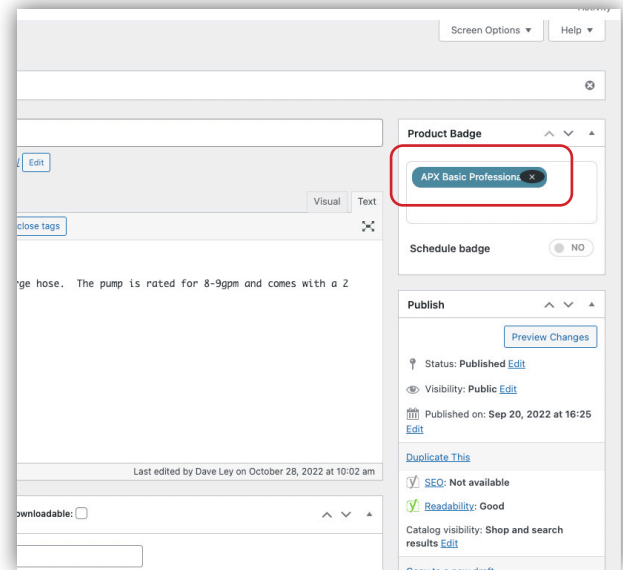 Screen Options ▼ Help ▼
Product Badge
Edit
APX Basic Professiona ×
Visual Text
close tags
Schedule badge NO
rge hose. The pump is rated for 8-9gpm and comes with a 2
Publish
Preview Changes
Status: Published Edit
Visibility: Public Edit
Published on: Sep 20, 2022 at 16:25
Edit
Duplicate This
Last edited by Dave Ley on October 28, 2022 at 10:02 am
SEO: Not available
Readability: Good
ownloadable:
Catalog visibility: Shop and search
results Edit